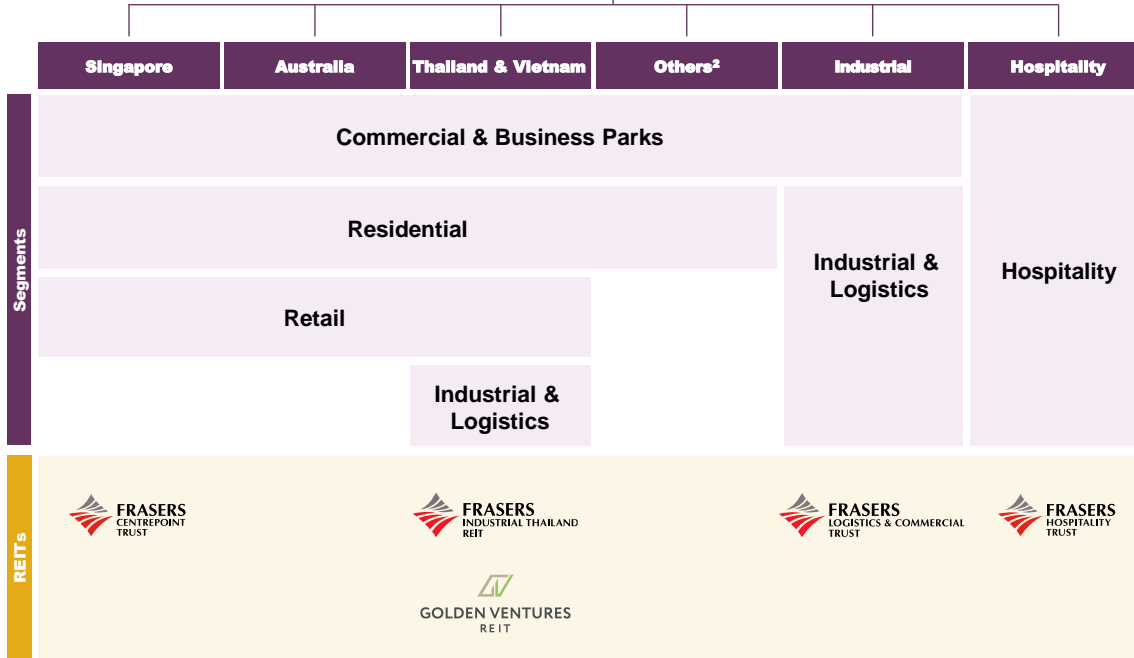 Singapore
Australia
Thailand & Vietnam
Others²
Industrial
Hospitality
Segments
Commercial & Business Parks
Residential
Industrial &
Logistics
Hospitality
Retail
Industrial &
Logistics
REITs
FRASERS
CENTREPOINT
TRUST
FRASERS
INDUSTRIAL THAILAND
REIT
FRASERS
LOGISTICS & COMMERCIAL
TRUST
FRASERS
HOSPITALITY
TRUST
GOLDEN VENTURES
REIT